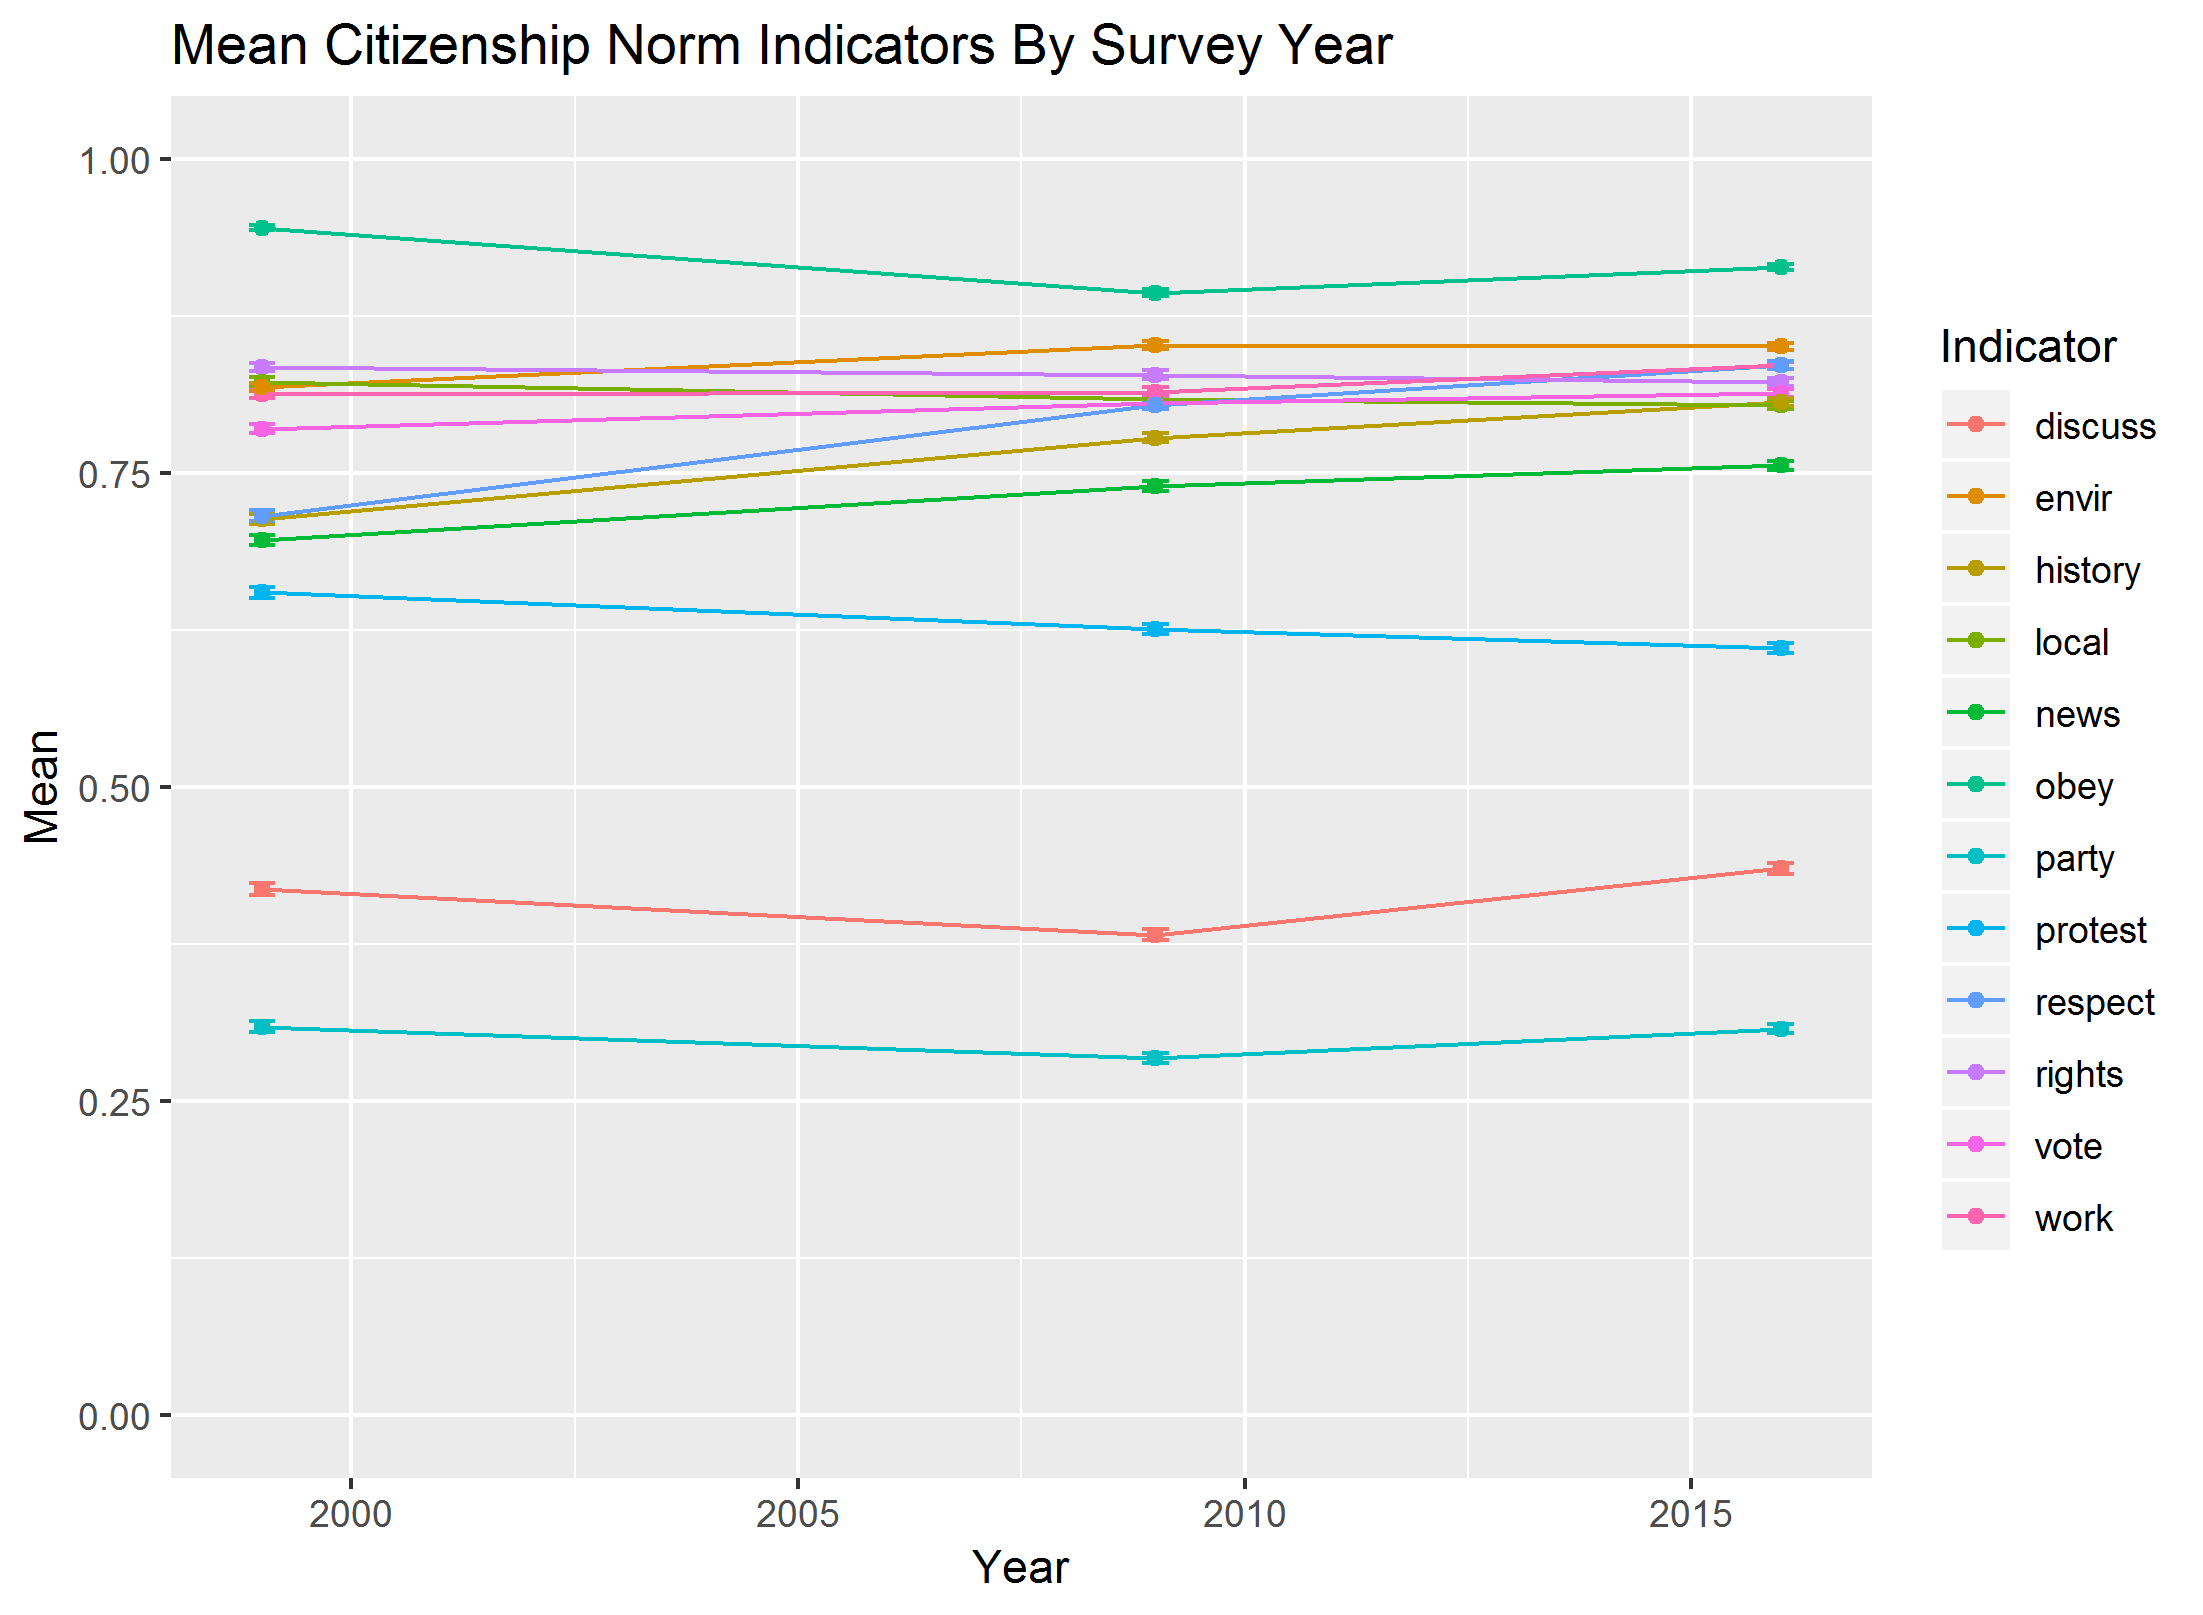 Mean Citizenship Norm Indicators By Survey Year
1.00
0.75
0.50
0.25
0.00
Mean
2000
2005
2010
2015
Year
Indicator
discuss
envir
history
local
news
obey
party
protest
respect
rights
vote
work